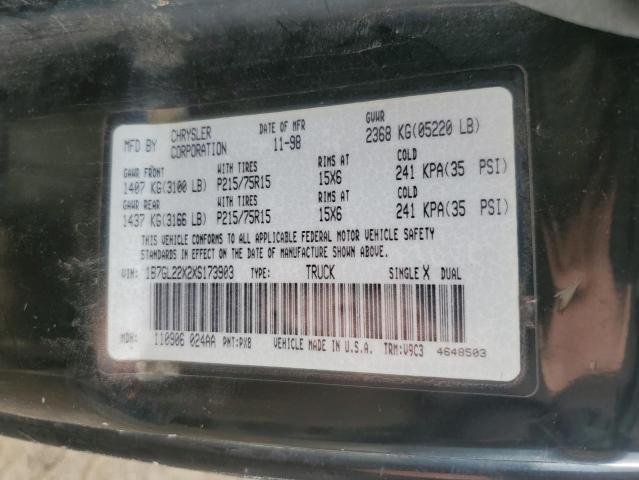 MFD BY CHRYSLER CORPORATION DATE OF MFR 11-98 GVWR 2368 KG(05220 LB)
GAWR FRONT WITH TIRES RIMS AT COLD
1407 KG(3100 LB) P215/75R15 15X6 241 KPA(35 PSI)
GAWR REAR WITH TIRES RIMS AT COLD
1437 KG(3166 LB) P215/75R15 15X6 241 KPA(35 PSI)
THIS VEHICLE CONFORMS TO ALL APPLICABLE FEDERAL MOTOR VEHICLE SAFETY
STANDARDS IN EFFECT ON THE DATE OF MANUFACTURE SHOWN ABOVE.
VIN: 1B7GL22X2XS173903 TYPE: TRUCK SINGLE X DUAL
MDH: 110906 024AA PNT:PX8 VEHICLE MADE IN U.S.A. TRM:V9C3 4648503